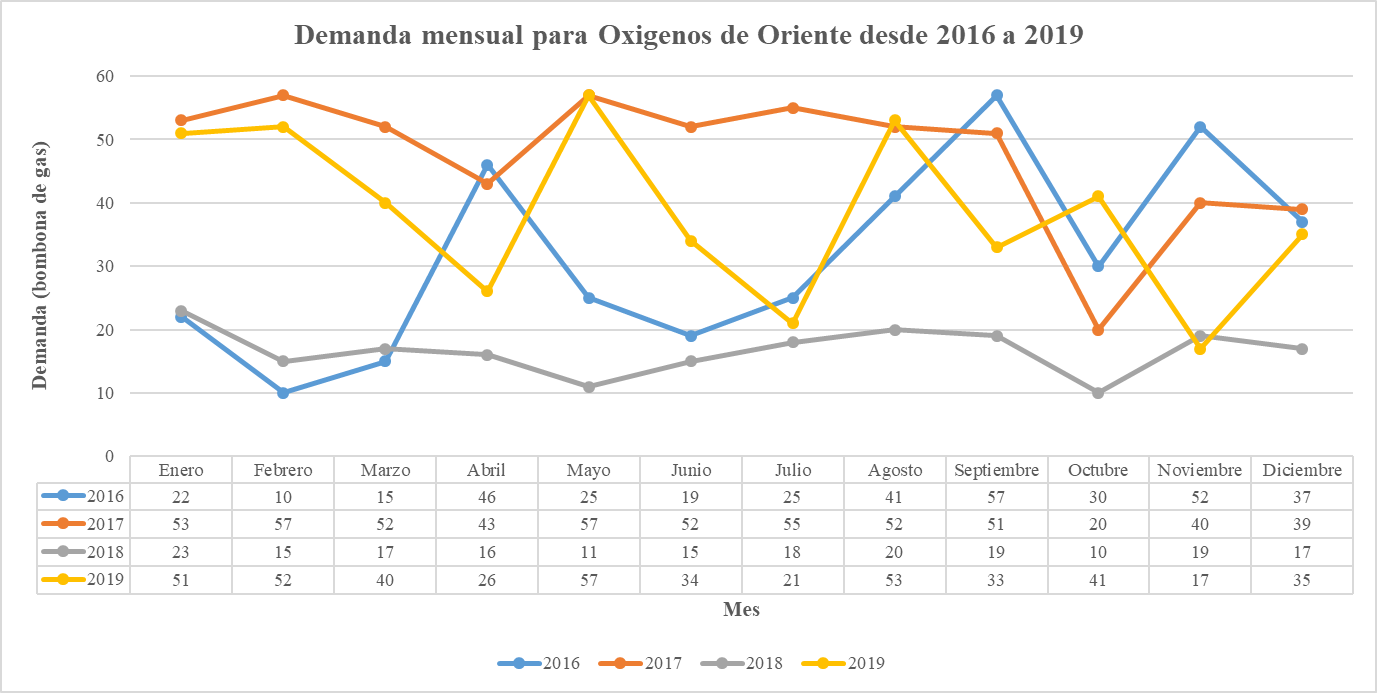 Demanda mensual para Oxigenos de Oriente desde 2016 a 2019
Demanda (bombona de gas)
60
50
40
30
20
10
0
Enero Febrero Marzo Abril Mayo Junio Julio Agosto Septiembre Octubre Noviembre Diciembre
2016 22 10 15 46 25 19 25 41 57 30 52 37
2017 53 57 52 43 57 52 55 52 51 20 40 39
2018 23 15 17 16 11 15 18 20 19 10 19 17
2019 51 52 40 26 57 34 21 53 33 41 17 35
Mes
2016 2017 2018 2019